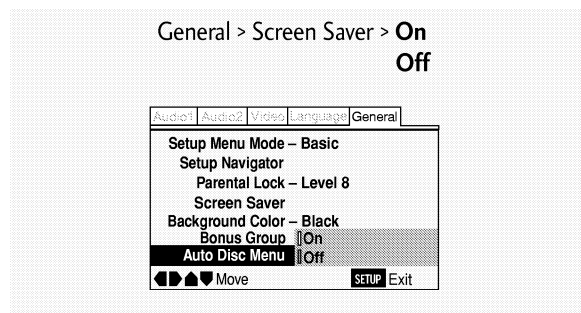 General > Screen Saver > On
Off
Audio1 Audio2 Video Language General
Setup Menu Mode – Basic
Setup Navigator
Parental Lock – Level 8
Screen Saver
Background Color – Black
Bonus Group On
Auto Disc Menu Off
Move SETUP Exit